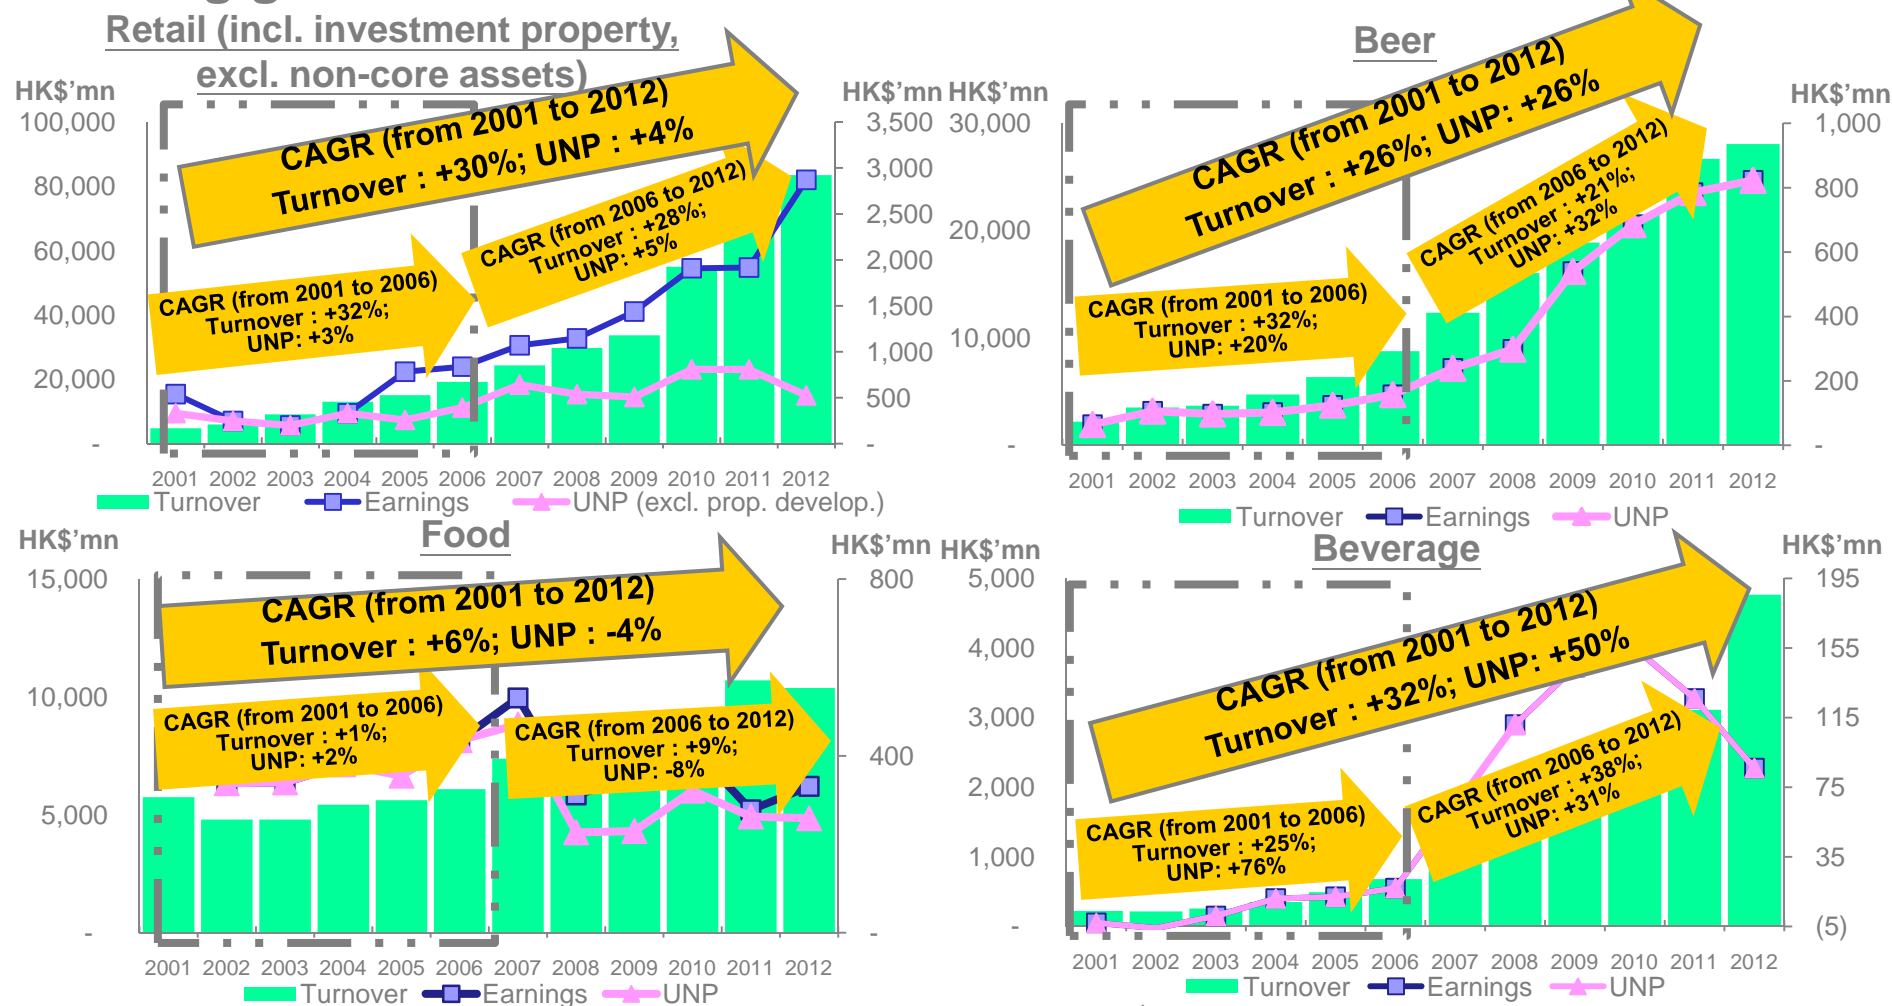 Retail (incl. investment property,
excl. non-core assets)
HK$'mn
HK$'mn
100,000
80,000
60,000
40,000
20,000
-
3,500
3,000
2,500
2,000
1,500
1,000
500
-
CAGR (from 2001 to 2012)
Turnover : +30%; UNP : +4%
CAGR (from 2001 to 2006)
Turnover : +32%;
UNP: +3%
CAGR (from 2006 to 2012)
Turnover : +28%;
UNP: +5%
2001 2002 2003 2004 2005 2006 2007 2008 2009 2010 2011 2012
Turnover Earnings UNP (excl. prop. develop.)
Beer
HK$'mn
HK$'mn
30,000
20,000
10,000
-
1,000
800
600
400
200
-
CAGR (from 2001 to 2012)
Turnover : +26%; UNP: +26%
CAGR (from 2001 to 2006)
Turnover : +32%;
UNP: +20%
CAGR (from 2006 to 2012)
Turnover : +21%;
UNP: +32%
2001 2002 2003 2004 2005 2006 2007 2008 2009 2010 2011 2012
Turnover Earnings UNP
Food
HK$'mn
HK$'mn
15,000
10,000
5,000
-
800
400
-
CAGR (from 2001 to 2012)
Turnover : +6%; UNP : -4%
CAGR (from 2001 to 2006)
Turnover : +1%;
UNP: +2%
CAGR (from 2006 to 2012)
Turnover : +9%;
UNP: -8%
2001 2002 2003 2004 2005 2006 2007 2008 2009 2010 2011 2012
Turnover Earnings UNP
Beverage
HK$'mn
HK$'mn
5,000
4,000
3,000
2,000
1,000
-
195
155
115
75
35
(5)
CAGR (from 2001 to 2012)
Turnover : +32%; UNP: +50%
CAGR (from 2001 to 2006)
Turnover : +25%;
UNP: +76%
CAGR (from 2006 to 2012)
Turnover : +38%;
UNP: +31%
2001 2002 2003 2004 2005 2006 2007 2008 2009 2010 2011 2012
Turnover Earnings UNP